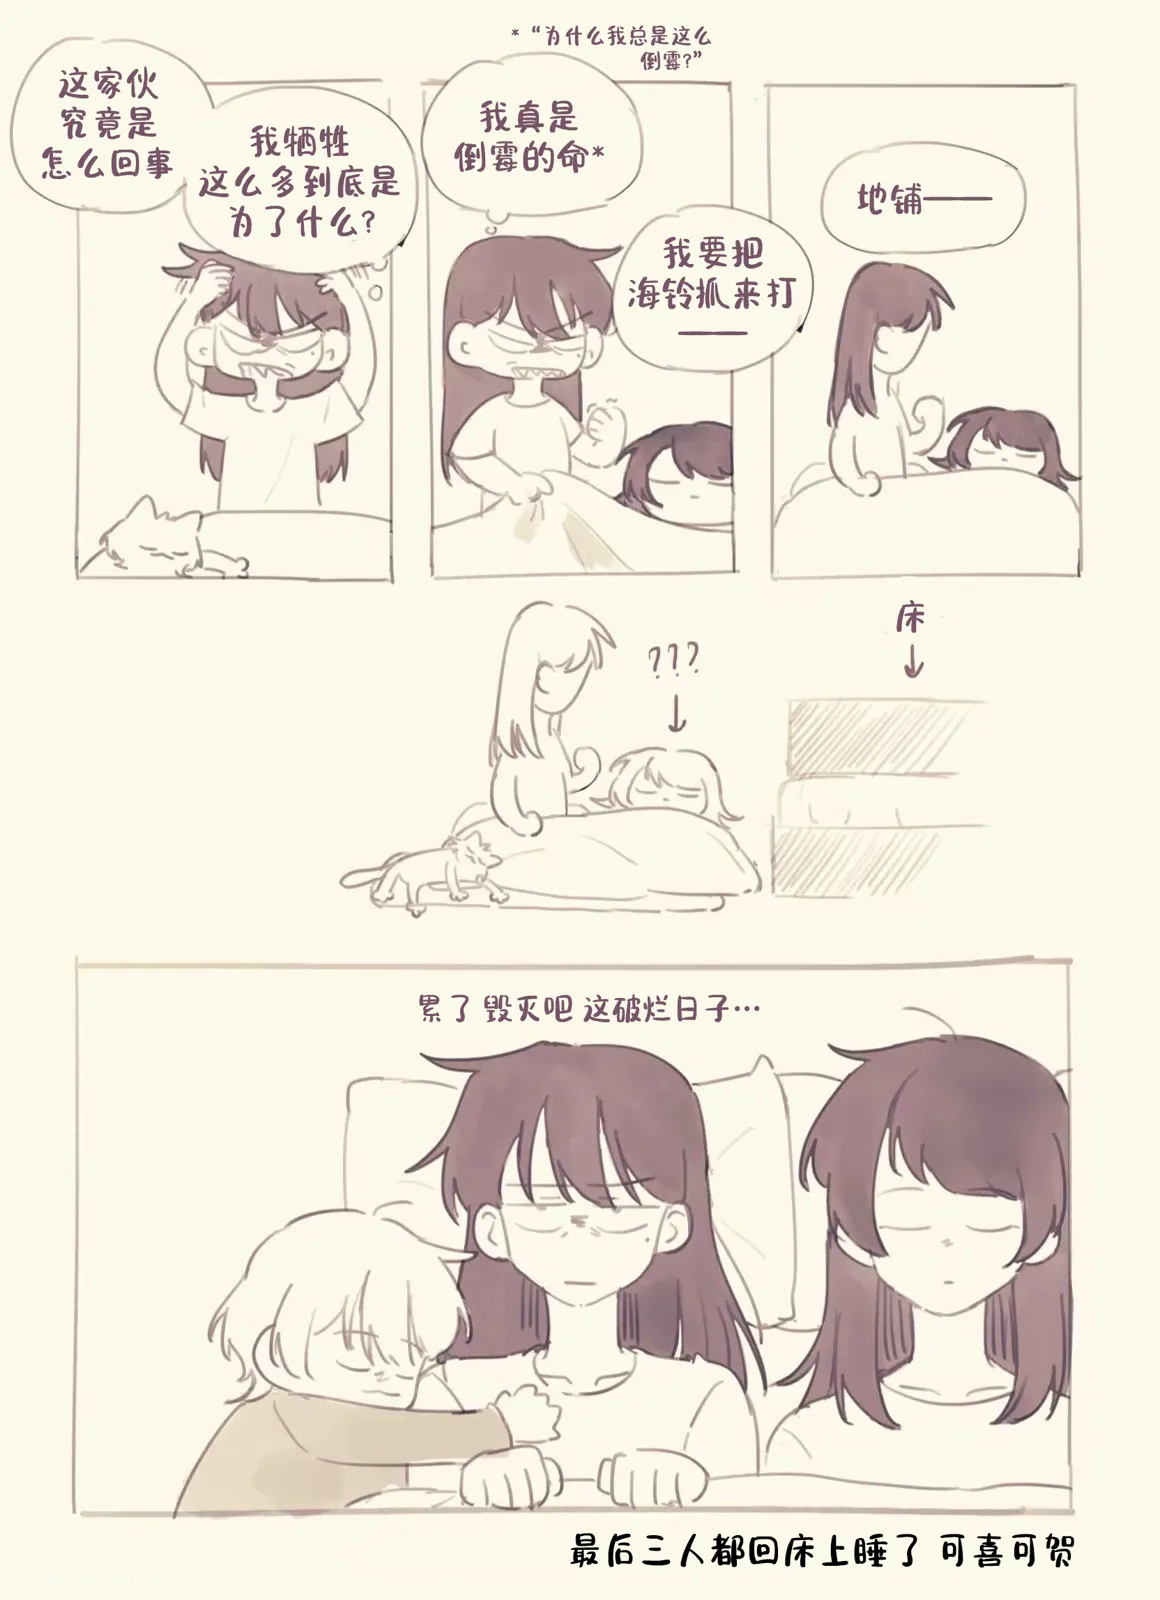 这家伙
究竟是
怎么回事
我牺牲
这么多到底是
为了什么?
*“为什么我总是这么
倒霉?”
我真是
倒霉的命*
我要把
海铃抓来打
——
地铺——
???
床
累了 毁灭吧 这破烂日子…
最后三人都回床上睡了 可喜可贺